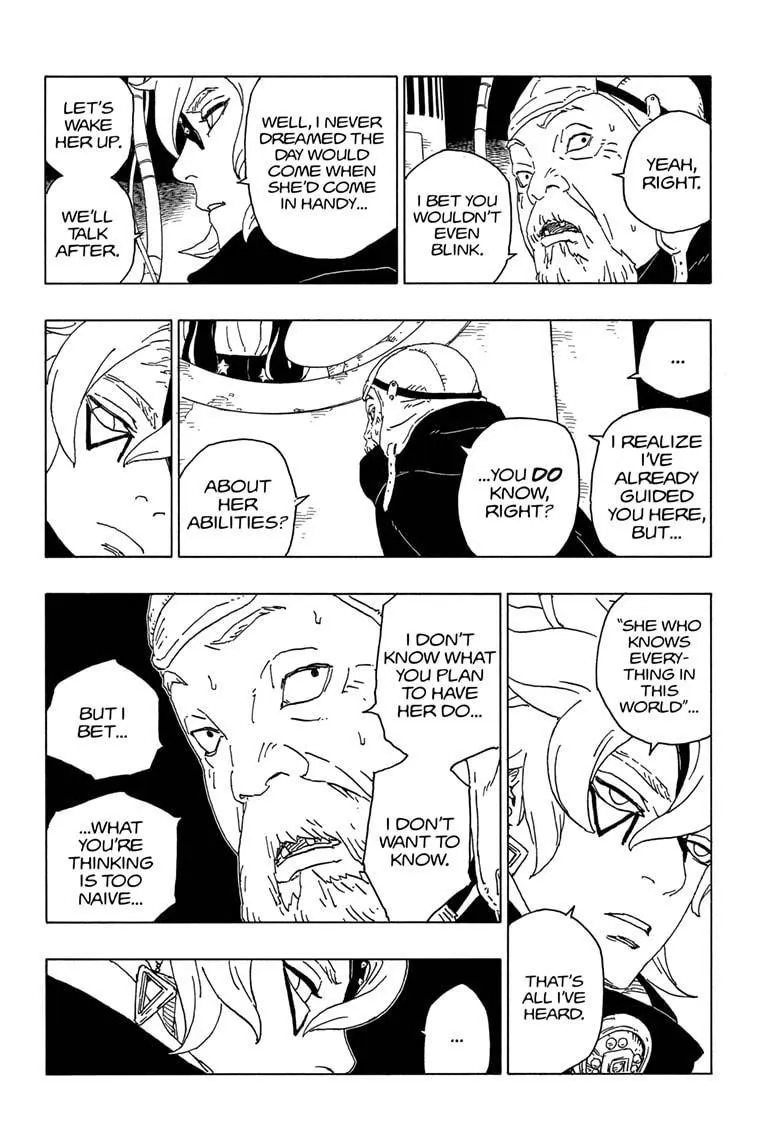 YEAH,
RIGHT.
I BET YOU
WOULDN'T
EVEN
BLINK.
WELL, I NEVER
DREAMED THE
DAY WOULD
COME WHEN
SHE'D COME
IN HANDY...
LET'S
WAKE
HER UP.
WE'LL
TALK
AFTER.
...
I REALIZE
I'VE
ALREADY
GUIDED
YOU HERE,
BUT...
...YOU DO
KNOW,
RIGHT?
ABOUT
HER
ABILITIES?
"SHE WHO
KNOWS
EVERY-
THING IN
THIS
WORLD"...
THAT'S
ALL I'VE
HEARD.
I DON'T
KNOW WHAT
YOU PLAN
TO HAVE
HER DO...
I DON'T
WANT TO
KNOW.
BUT I
BET...
...WHAT
YOU'RE
THINKING
IS TOO
NAIVE...
...